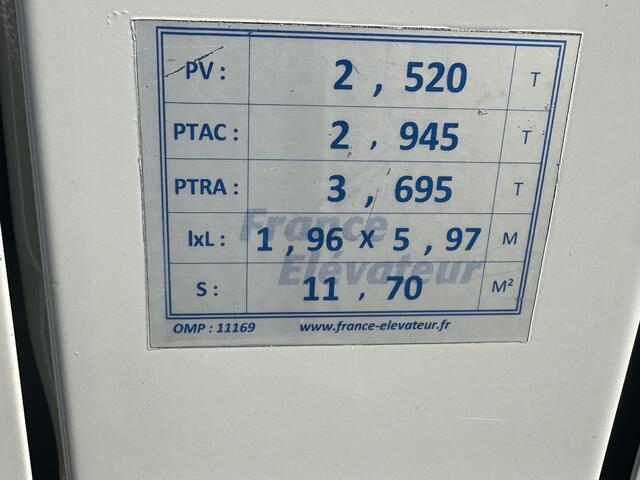 PV : 2 , 520 T
PTAC : 2 , 945 T
PTRA : 3 , 695 T
France
IxL : 1 , 96 x 5 , 97 M
Elévateur
S : 11 , 70 M²
OMP : 11169 www.france-elevateur.fr